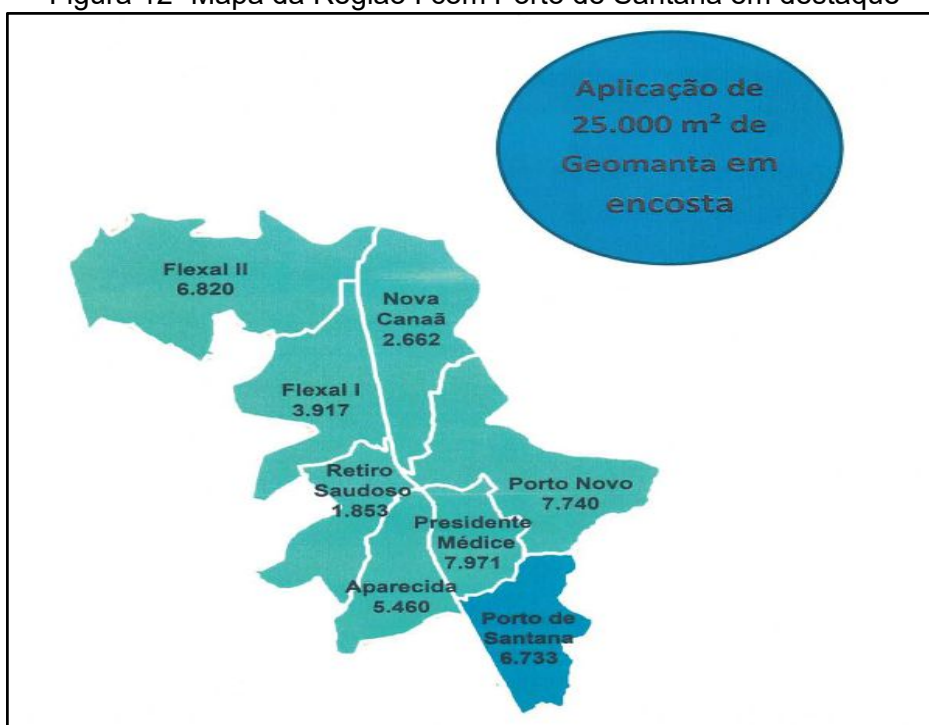 Figura 12- Mapa da Região I com Porto de Santana em destaque
Aplicação de
25.000 m² de
Geomanta em
encosta
Flexal II
6.820
Nova
Canaã
2.662
Flexal I
3.917
Retiro
Saudoso
1.853
Porto Novo
7.740
Presidente
Médice
7.971
Aparecida
5.460
Porto de
Santana
6.733